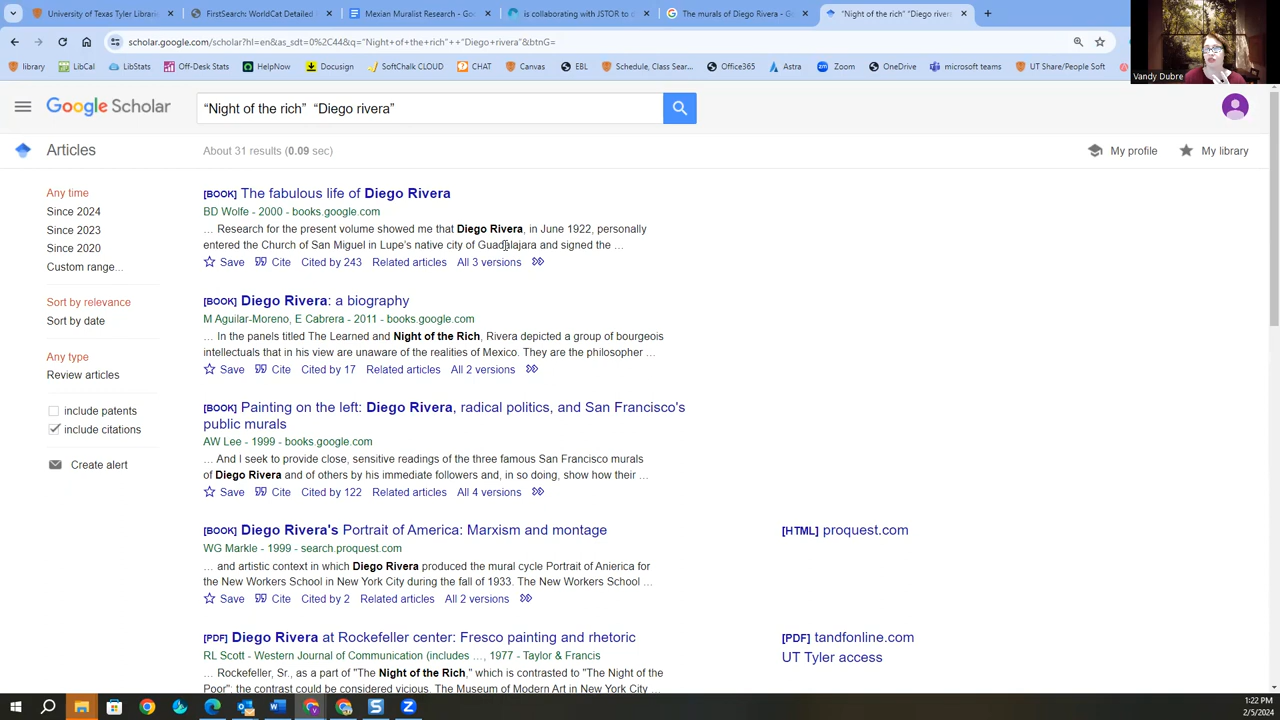 University of Texas Tyler Librarie
FirstSearch: WorldCat Detailed
Mexian Muralist Research - Goo
is collaborating with JSTOR to d
The murals of Diego Rivera - Go
"Night of the rich" "Diego rivera
scholar.google.com/scholar?hl=en&as_sdt=0%2C44&q="Night+of+the+rich"++"Diego+rivera"&btnG=
library
LibCal
LibStats
Off-Desk Stats
HelpNow
Docusign
SoftChalk CLOUD
CHAT
Canvas
EBL
Schedule, Class Sear...
Office365
Astra
Zoom
OneDrive
microsoft teams
UT Share/People Soft
Vandy Dubre
Google Scholar
“Night of the rich”  “Diego rivera”
Articles
About 31 results (0.09 sec)
My profile
My library
Any time
Since 2024
Since 2023
Since 2020
Custom range...
Sort by relevance
Sort by date
Any type
Review articles
include patents
include citations
Create alert
[BOOK] The fabulous life of Diego Rivera
BD Wolfe - 2000 - books.google.com
... Research for the present volume showed me that Diego Rivera, in June 1922, personally
entered the Church of San Miguel in Lupe's native city of Guadalajara and signed the ...
Save Cite Cited by 243 Related articles All 3 versions
[BOOK] Diego Rivera: a biography
M Aguilar-Moreno, E Cabrera - 2011 - books.google.com
... In the panels titled The Learned and Night of the Rich, Rivera depicted a group of bourgeois
intellectuals that in his view are unaware of the realities of Mexico. They are the philosopher ...
Save Cite Cited by 17 Related articles All 2 versions
[BOOK] Painting on the left: Diego Rivera, radical politics, and San Francisco's
public murals
AW Lee - 1999 - books.google.com
... And I seek to provide close, sensitive readings of the three famous San Francisco murals
of Diego Rivera and of others by his immediate followers and, in so doing, show how their ...
Save Cite Cited by 122 Related articles All 4 versions
[BOOK] Diego Rivera's Portrait of America: Marxism and montage
[HTML] proquest.com
WG Markle - 1999 - search.proquest.com
... and artistic context in which Diego Rivera produced the mural cycle Portrait of Anierica for
the New Workers School in New York City during the fall of 1933. The New Workers School ...
Save Cite Cited by 2 Related articles All 2 versions
[PDF] Diego Rivera at Rockefeller center: Fresco painting and rhetoric
[PDF] tandfonline.com
RL Scott - Western Journal of Communication (includes ..., 1977 - Taylor & Francis
UT Tyler access
... Rockefeller, Sr., as a part of "The Night of the Rich," which is contrasted to "The Night of the
Poor"; the contrast could be considered vicious. The Museum of Modern Art in New York City ...
1:22 PM
2/5/2024